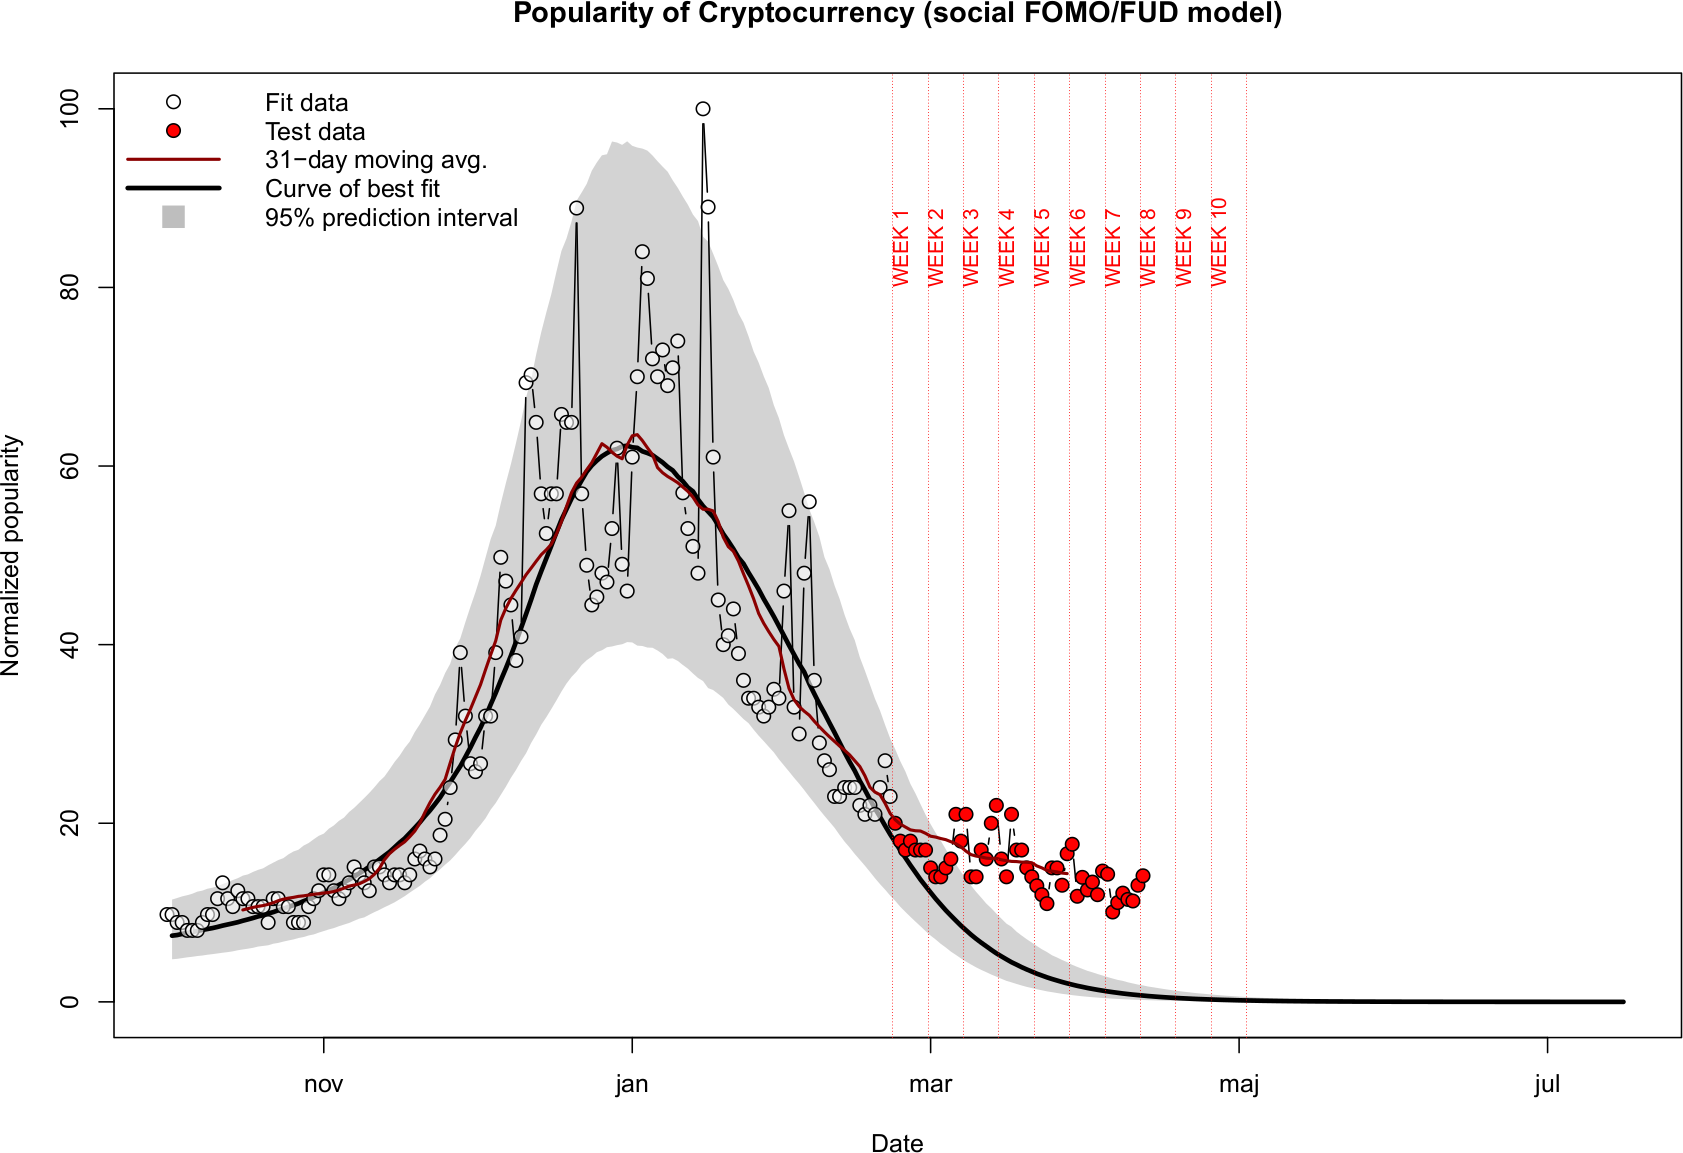 Popularity of Cryptocurrency (social FOMO/FUD model)
Fit data
Test data
31−day moving avg.
Curve of best fit
95% prediction interval
100
80
60
40
20
0
Normalized popularity
WEEK 1
WEEK 2
WEEK 3
WEEK 4
WEEK 5
WEEK 6
WEEK 7
WEEK 8
WEEK 9
WEEK 10
nov
jan
mar
maj
jul
Date